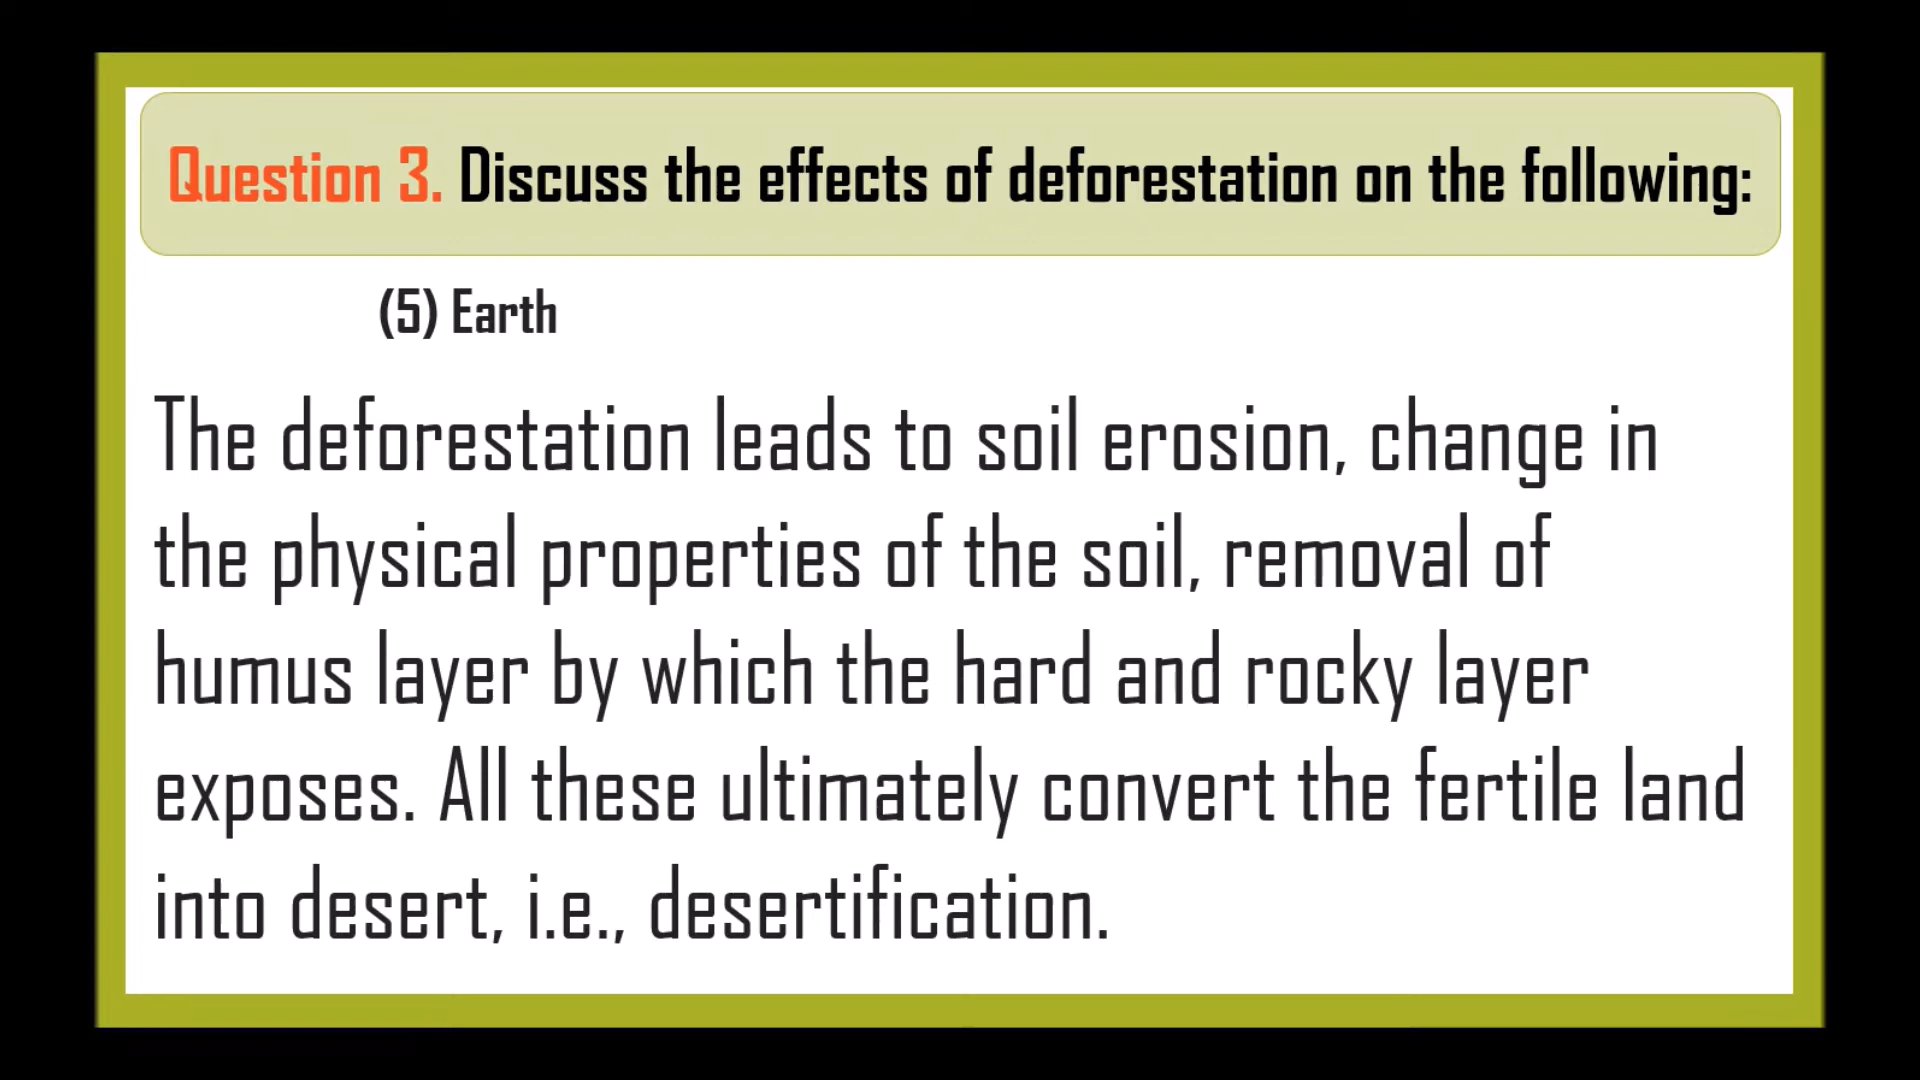 Question 3. Discuss the effects of deforestation on the following:
(5) Earth
The deforestation leads to soil erosion, change in
the physical properties of the soil, removal of
humus layer by which the hard and rocky layer
exposes. All these ultimately convert the fertile land
into desert, i.e., desertification.